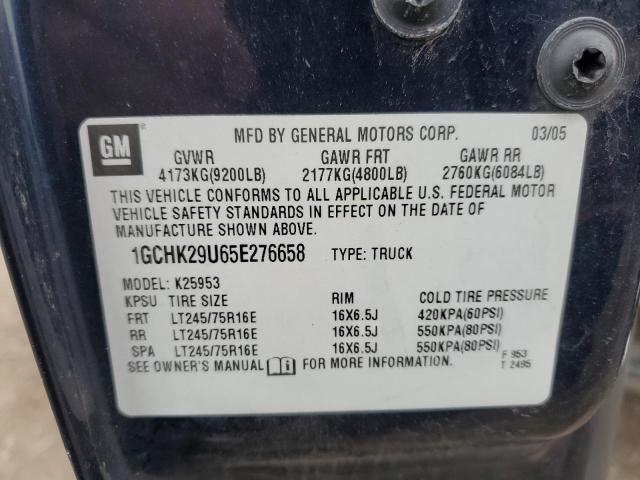 GM ® MFD BY GENERAL MOTORS CORP. 03/05
GVWR GAWR FRT GAWR RR
4173KG(9200LB) 2177KG(4800LB) 2760KG(6084LB)
THIS VEHICLE CONFORMS TO ALL APPLICABLE U.S. FEDERAL MOTOR
VEHICLE SAFETY STANDARDS IN EFFECT ON THE DATE OF
MANUFACTURE SHOWN ABOVE.
1GCHK29U65E276658 TYPE: TRUCK
MODEL: K25953
KPSU TIRE SIZE RIM COLD TIRE PRESSURE
FRT LT245/75R16E 16X6.5J 420KPA(60PSI)
RR LT245/75R16E 16X6.5J 550KPA(80PSI)
SPA LT245/75R16E 16X6.5J 550KPA(80PSI)
SEE OWNER'S MANUAL FOR MORE INFORMATION.
F 953
T 2495